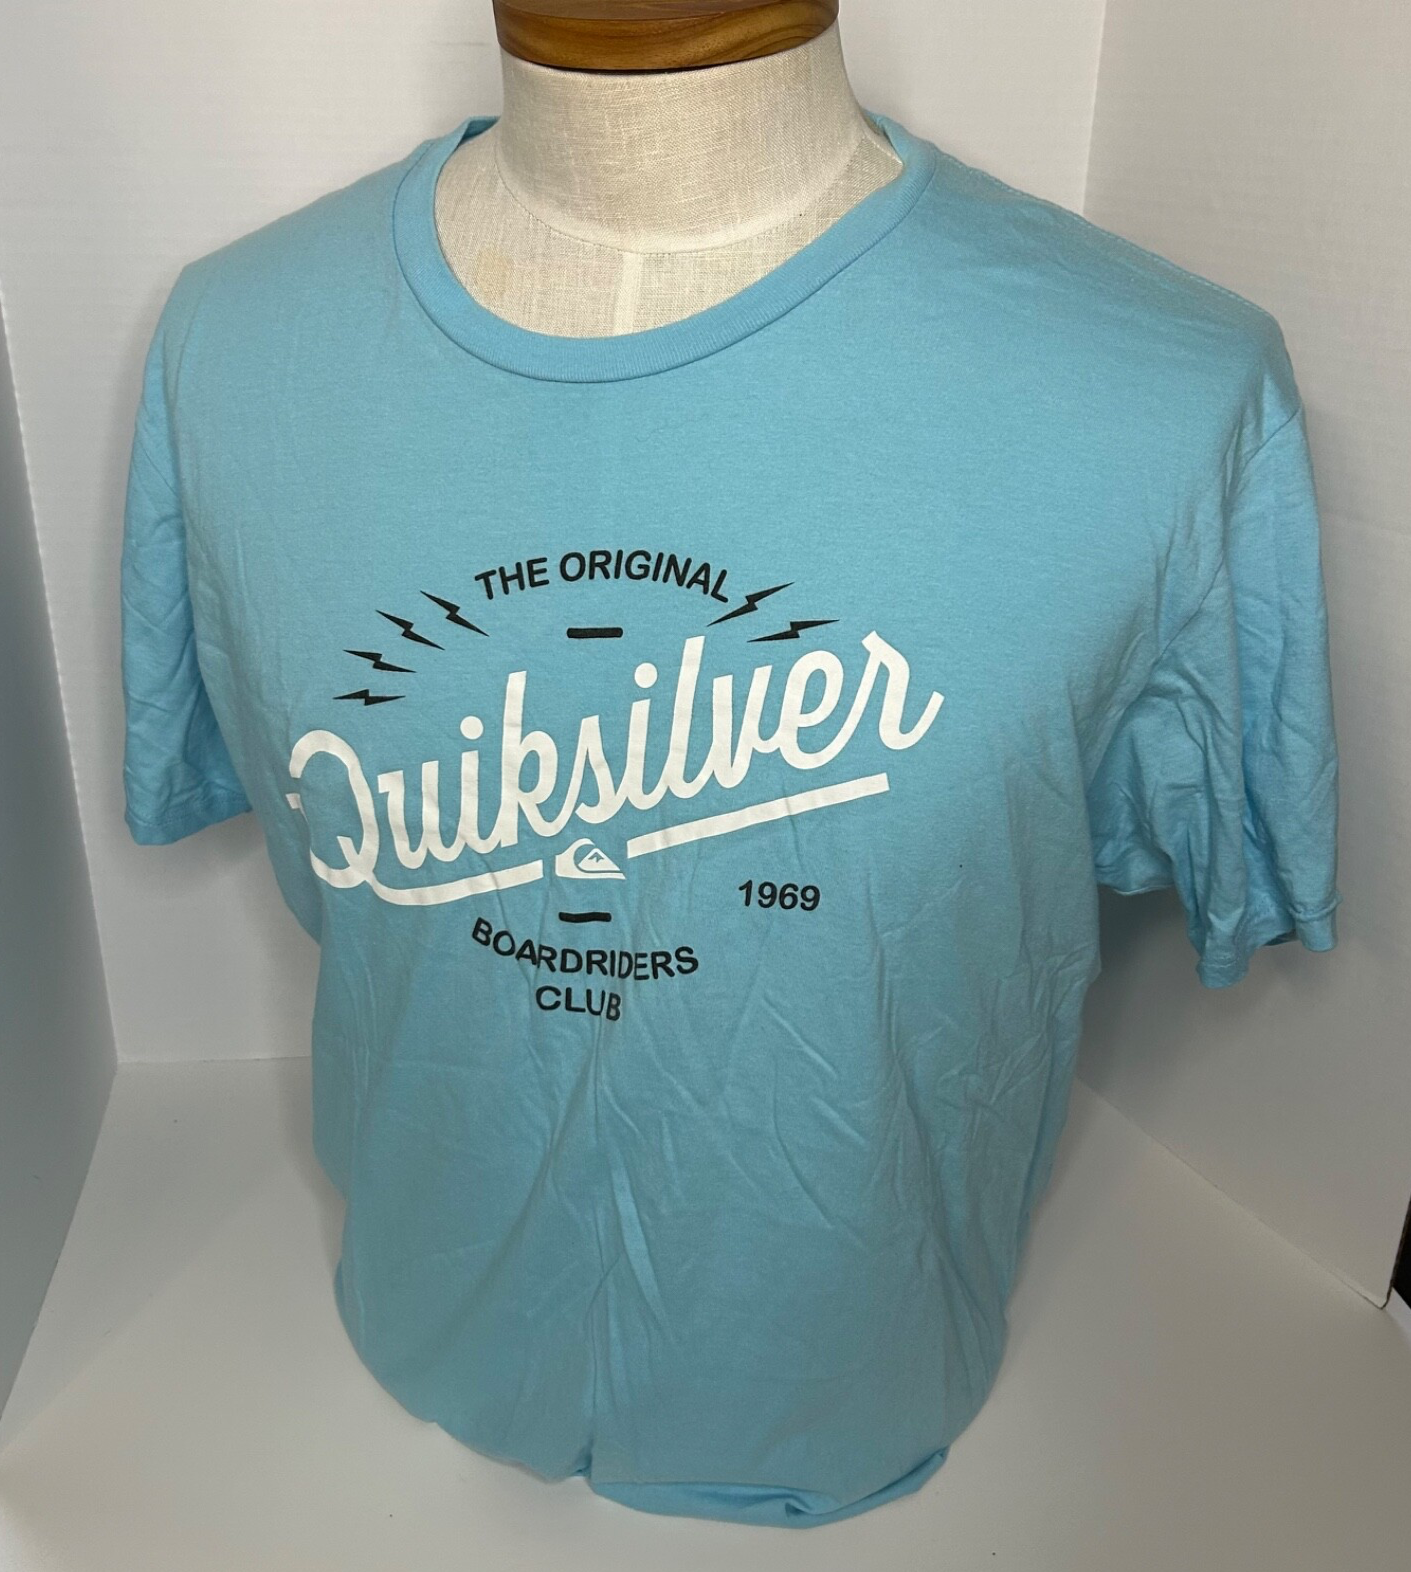 THE ORIGINAL
Quiksilver
1969
BOARDRIDERS
CLUB